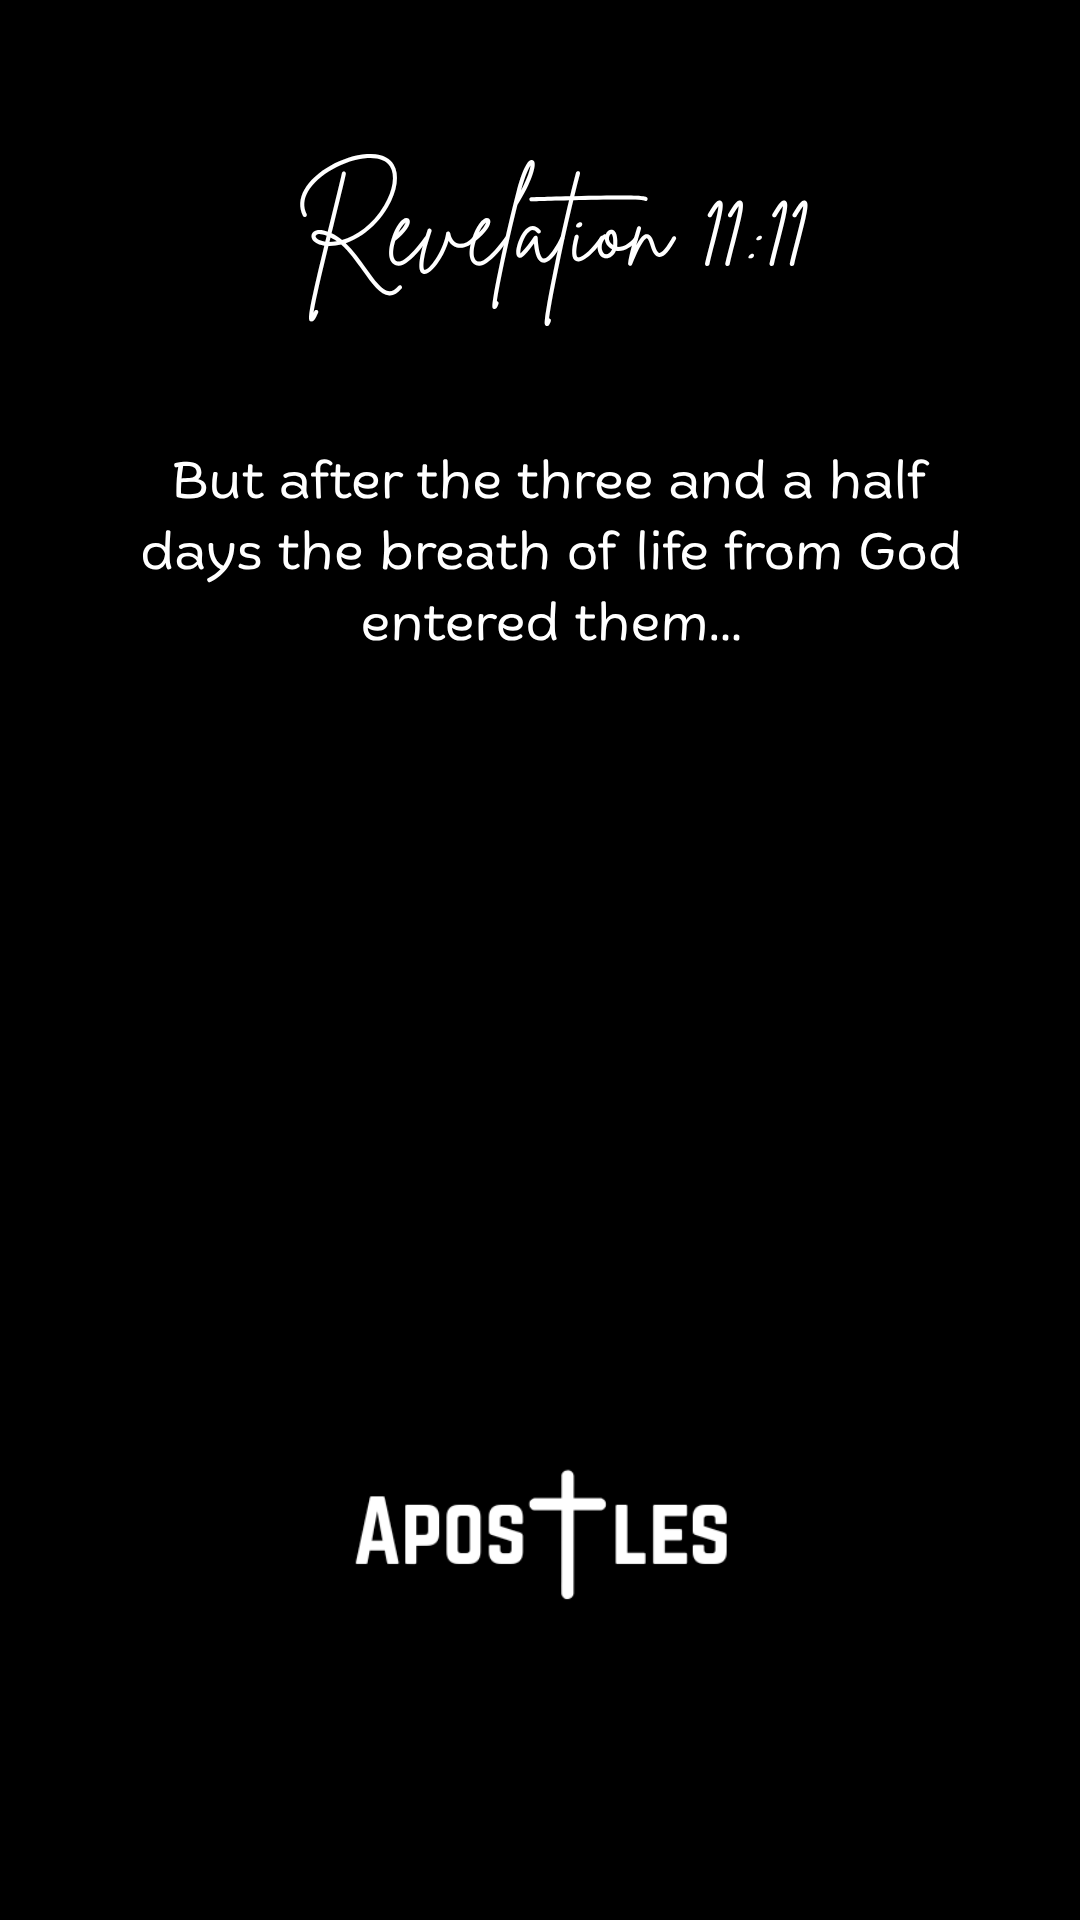 Revelation 11:11
But after the three and a half
days the breath of life from God
entered them...
APOSTLES